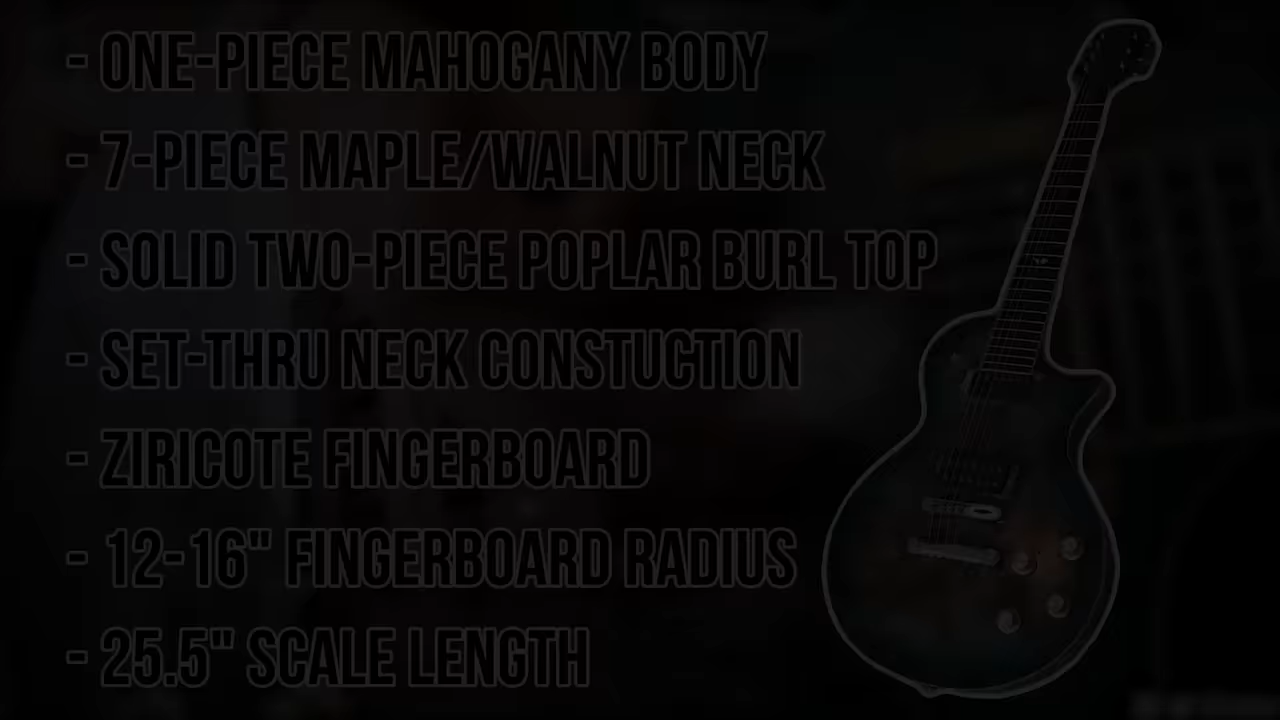 - ONE-PIECE MAHOGANY BODY
- 7-PIECE MAPLE/WALNUT NECK
- SOLID TWO-PIECE POPLAR BURL TOP
- SET-THRU NECK CONSTUCTION
- ZIRICOTE FINGERBOARD
- 12-16" FINGERBOARD RADIUS
- 25.5" SCALE LENGTH